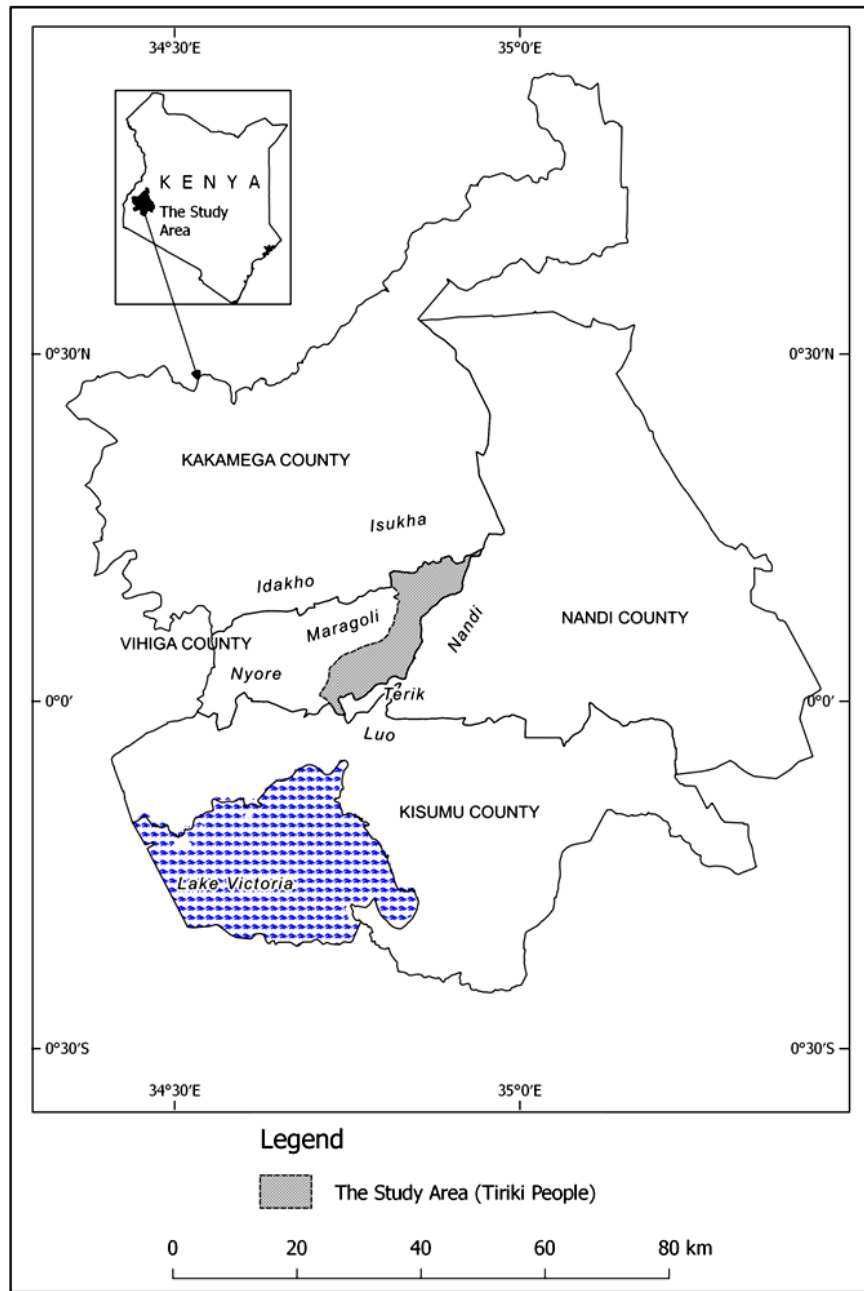 34°30'E
35°0'E
KENYA
The Study
Area
0°30'N
0°30'N
KAKAMEGA COUNTY
Isukha
Idakho
Maragoli
VIHIGA COUNTY
Nandi
NANDI COUNTY
Nyore
Terik
0°0'
0°0'
Luo
KISUMU COUNTY
Lake Victoria
0°30'S
0°30'S
34°30'E
35°0'E
Legend
The Study Area (Tiriki People)
0 20 40 60 80 km